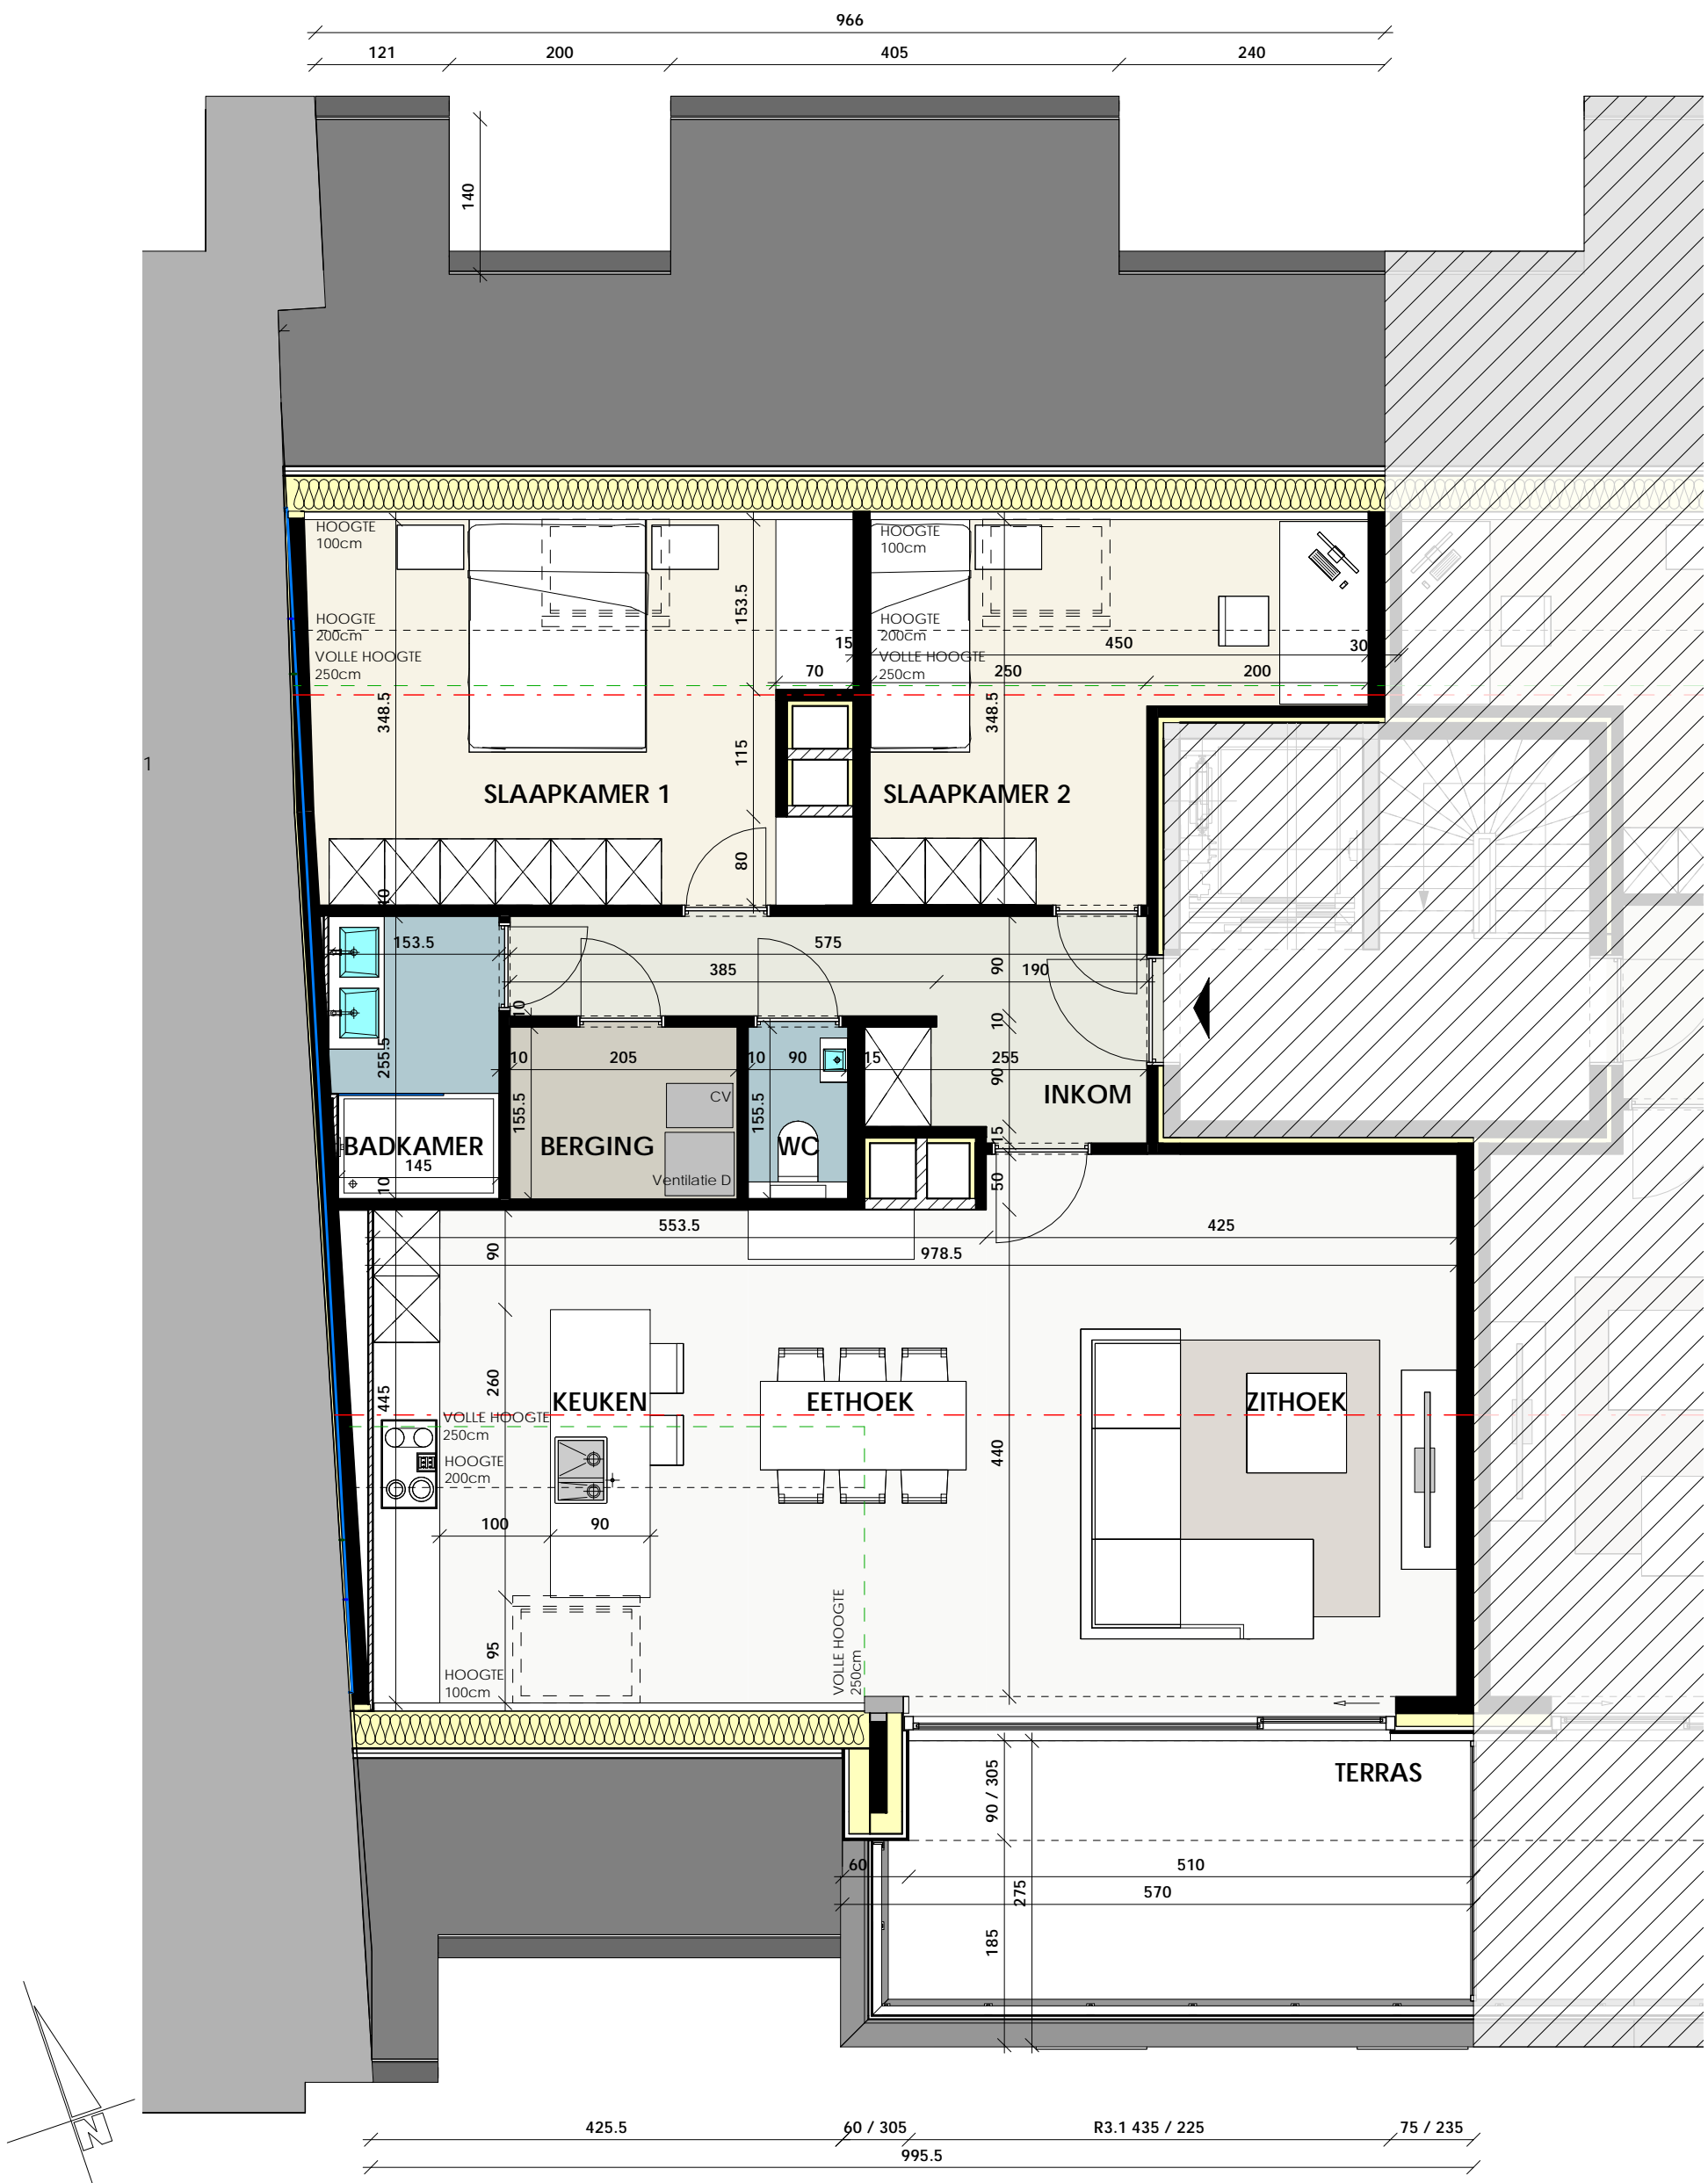 966
121
200
405
240
140
HOOGTE
100cm
HOOGTE
100cm
153.5
HOOGTE
200cm
HOOGTE
200cm
15
450
30
VOLLE HOOGTE
250cm
VOLLE HOOGTE
250cm
70
250
200
348.5
348.5
115
1
SLAAPKAMER 1
SLAAPKAMER 2
80
10
153.5
575
385
190
90
10
10
255.5
10
205
10
90
15
255
90
CV
INKOM
155.5
155.5
15
BADKAMER
BERGING
WC
145
Ventilatie D
10
50
553.5
425
978.5
90
260
445
KEUKEN
EETHOEK
ZITHOEK
VOLLE HOOGTE
250cm
HOOGTE
200cm
440
100
90
VOLLE HOOGTE
250cm
95
HOOGTE
100cm
TERRAS
90 / 305
60
510
275
570
185
N
425.5
60 / 305
R3.1 435 / 225
75 / 235
995.5